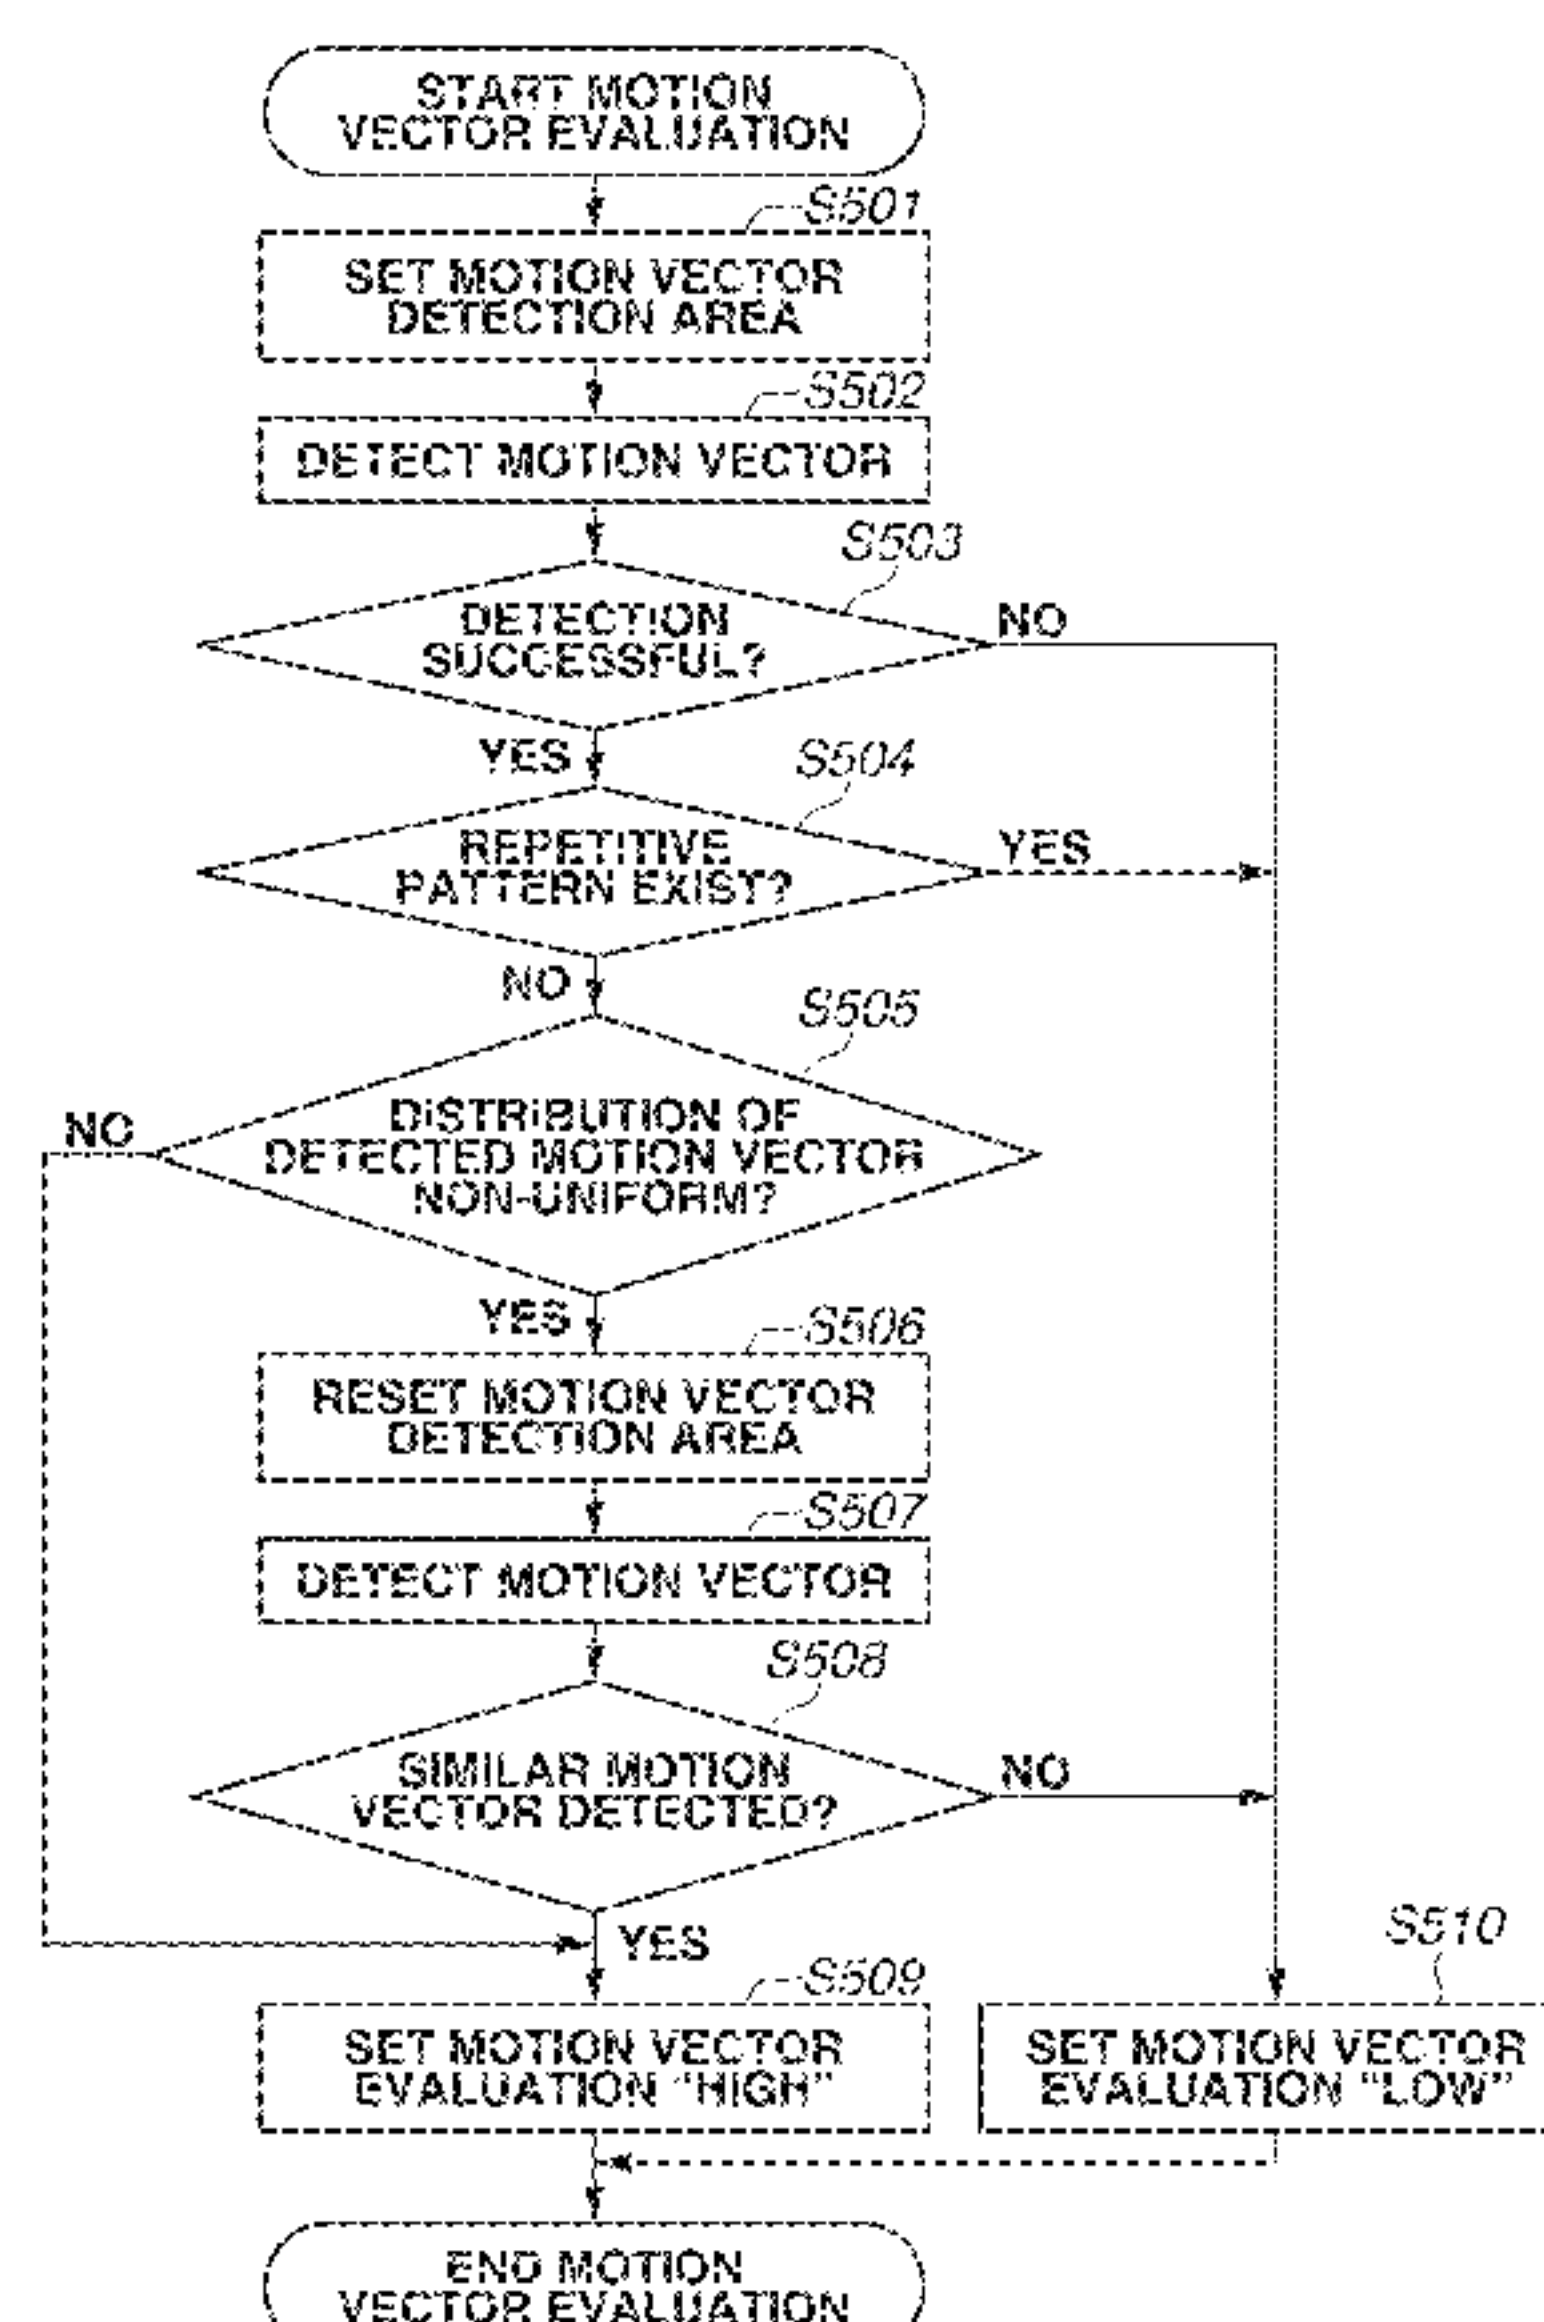 START MOTION
VECTOR EVALUATION
S501
SET MOTION VECTOR
DETECTION AREA
S502
DETECT MOTION VECTOR
S503
DETECTION
SUCCESSFUL?
NO
YES
S504
REPETITIVE
PATTERN EXIST?
YES
NO
S505
DISTRIBUTION OF
DETECTED MOTION VECTOR
NON-UNIFORM?
NO
YES
S506
RESET MOTION VECTOR
DETECTION AREA
S507
DETECT MOTION VECTOR
S508
SIMILAR MOTION
VECTOR DETECTED?
NO
YES
S509
SET MOTION VECTOR
EVALUATION "HIGH"
S510
SET MOTION VECTOR
EVALUATION "LOW"
END MOTION
VECTOR EVALUATION